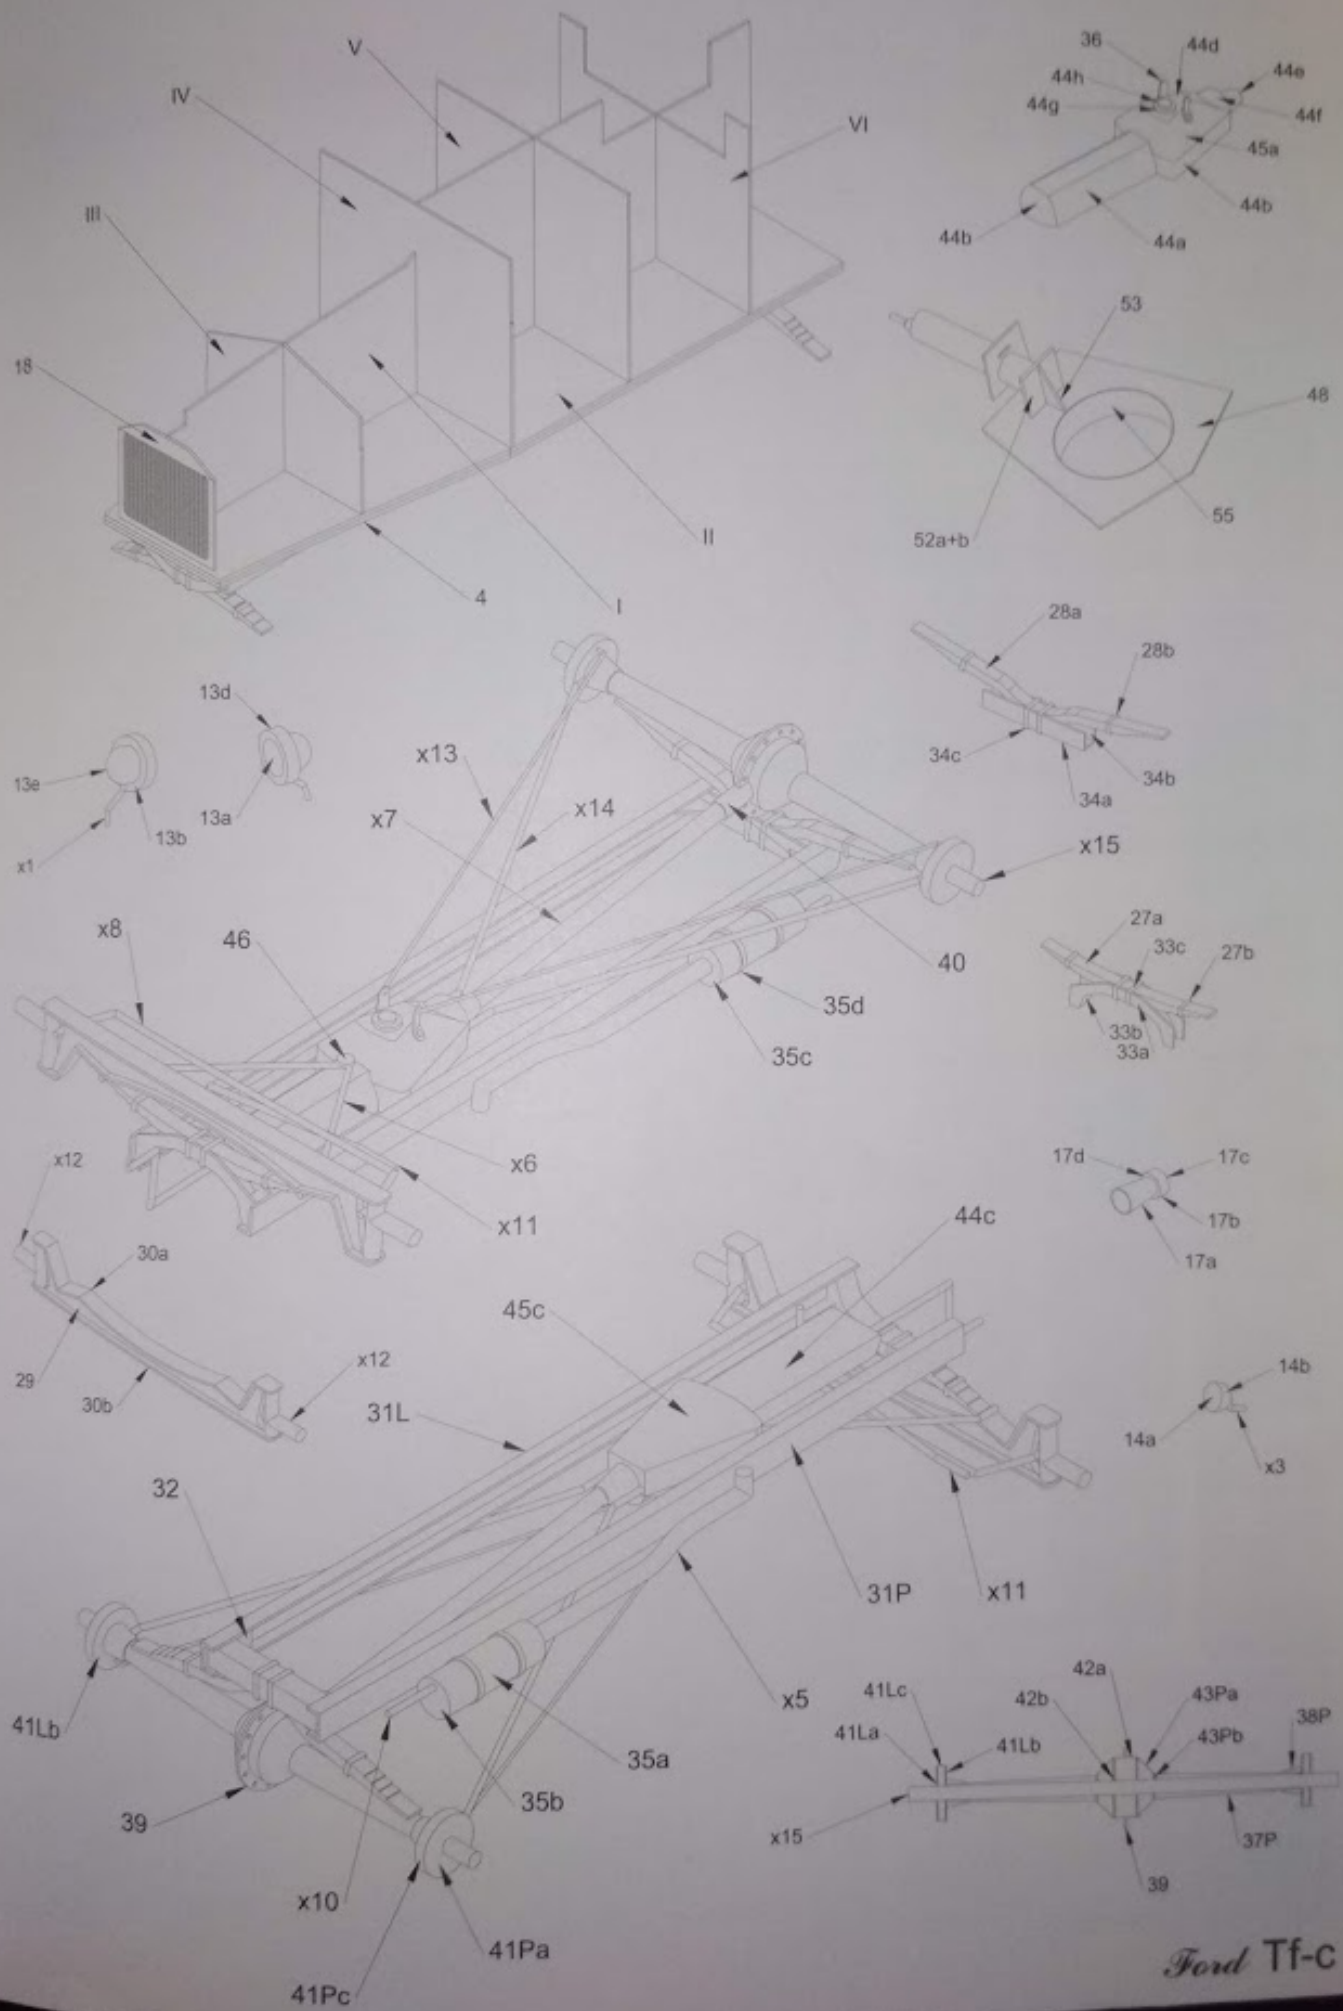 V
IV
III
18
VI
II
4
I
36
44d
44h
44e
44g
44f
45a
44b
44b
44a
53
48
55
52a+b
28a
28b
34c
34b
34a
13d
13e
13b
13a
x1
x13
x14
x7
x15
x8
46
40
35d
35c
x6
x11
27a
33c
27b
33b
33a
17d
17c
17b
17a
x12
30a
29
30b
x12
44c
45c
31L
32
31P
x11
x5
41Lb
35a
35b
39
x10
41Pa
41Pc
14b
14a
x3
42a
41Lc
42b
43Pa
38P
41La
41Lb
43Pb
x15
37P
39
Ford Tf-c